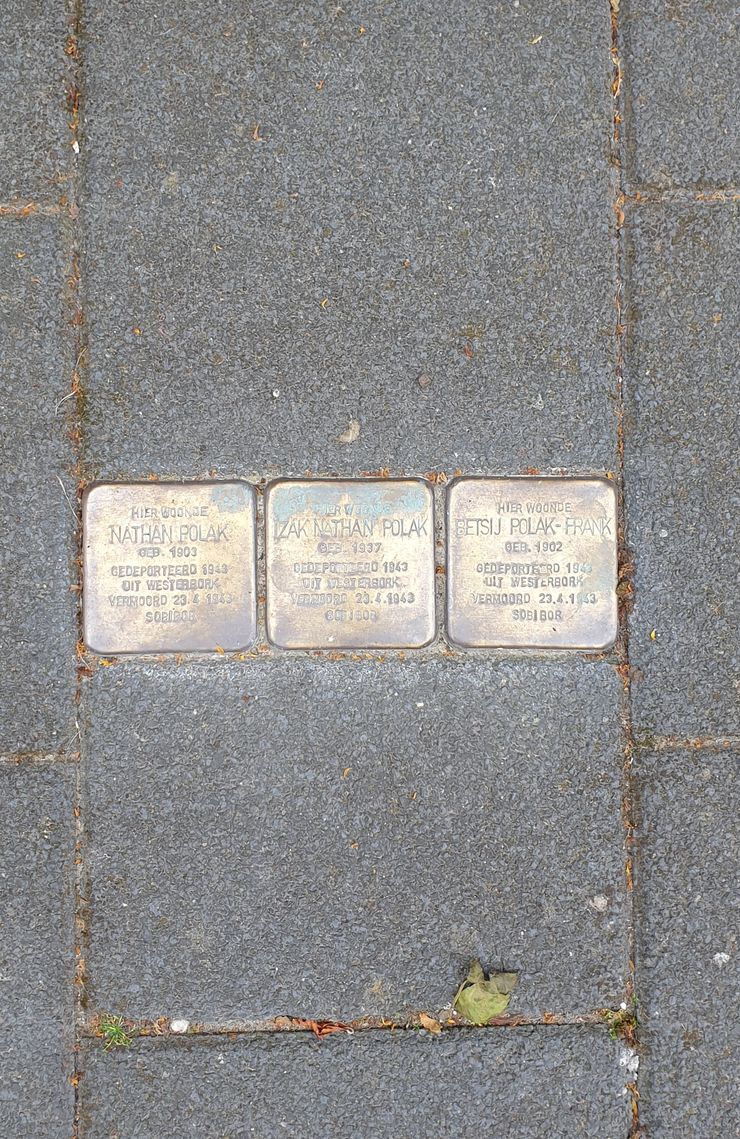 HIER WOONDE
NATHAN POLAK
GEB. 1903
GEDEPORTEERD 1943
UIT WESTERBORK
VERMOORD 23.4.1943
SOBIBOR
HIER WOONDE
IZAK NATHAN POLAK
GEB. 1937
GEDEPORTEERD 1943
UIT WESTERBORK
VERMOORD 23.4.1943
SOBIBOR
HIER WOONDE
BETSIJ POLAK-FRANK
GEB. 1902
GEDEPORTEERD 1943
UIT WESTERBORK
VERMOORD 23.4.1943
SOBIBOR